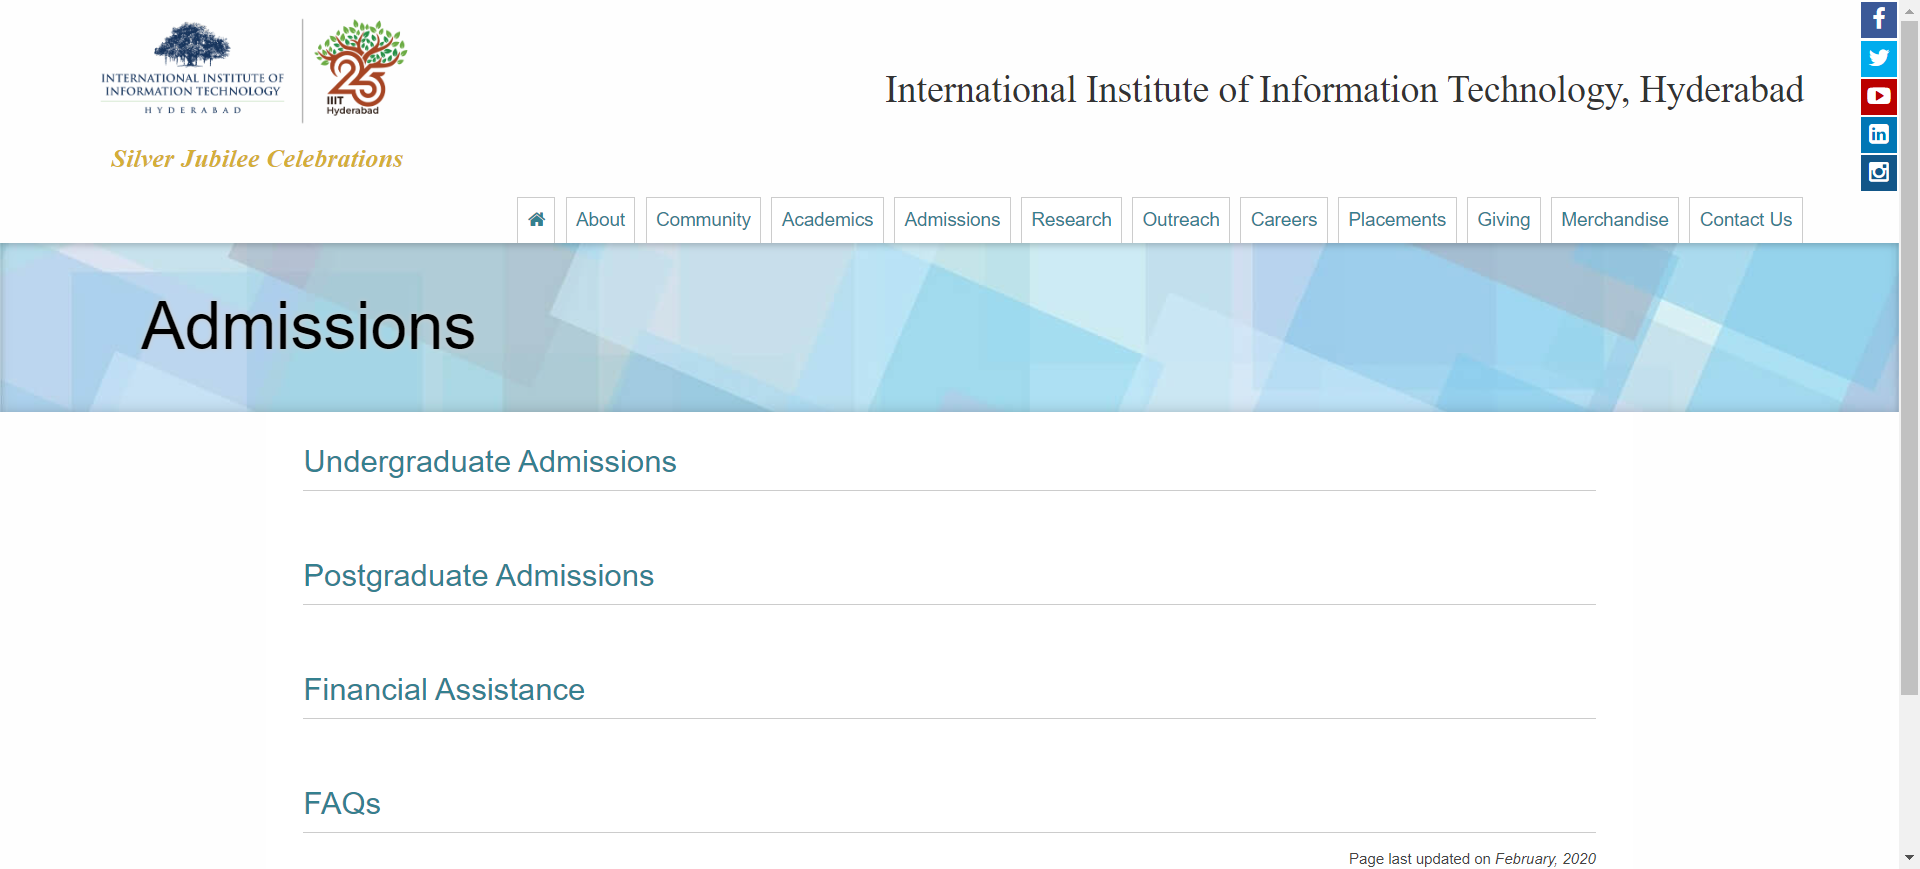 INTERNATIONAL INSTITUTE OF
INFORMATION TECHNOLOGY
HYDERABAD
25
IIIT
Hyderabad
Silver Jubilee Celebrations
International Institute of Information Technology, Hyderabad
About Community Academics Admissions Research Outreach Careers Placements Giving Merchandise Contact Us
Admissions
Undergraduate Admissions
Postgraduate Admissions
Financial Assistance
FAQs
Page last updated on February, 2020